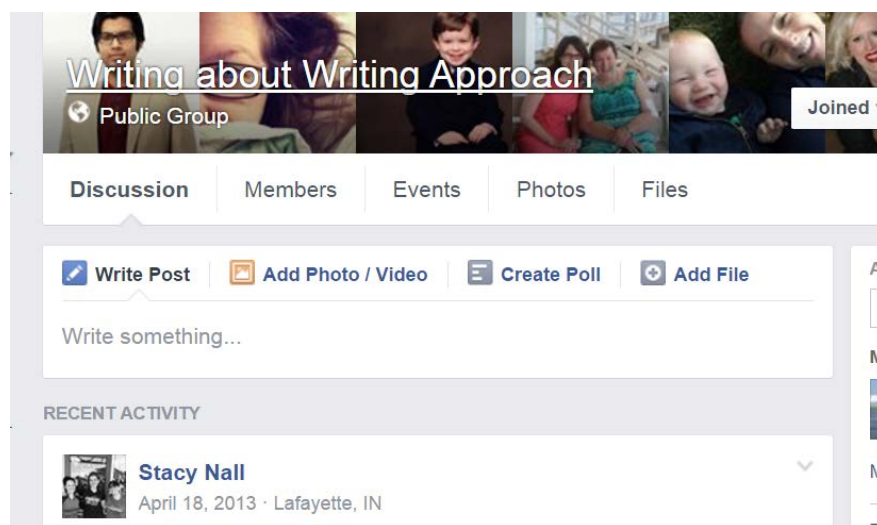 Writing about Writing Approach
Public Group
Joined
Discussion Members Events Photos Files
Write Post Add Photo / Video Create Poll Add File
Write something...
RECENT ACTIVITY
Stacy Nall
April 18, 2013 · Lafayette, IN